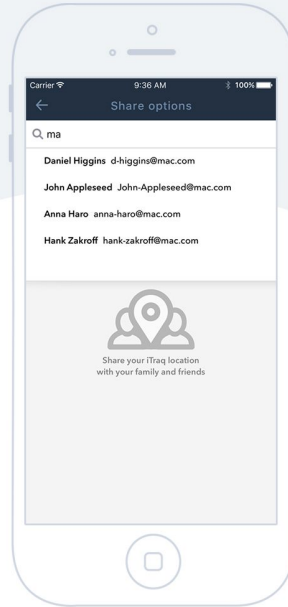 Carrier 9:36 AM 100%
Share options
ma
Daniel Higgins d-higgins@mac.com
John Appleseed John-Appleseed@mac.com
Anna Haro anna-haro@mac.com
Hank Zakroff hank-zakroff@mac.com
Share your iTraq location
with your family and friends